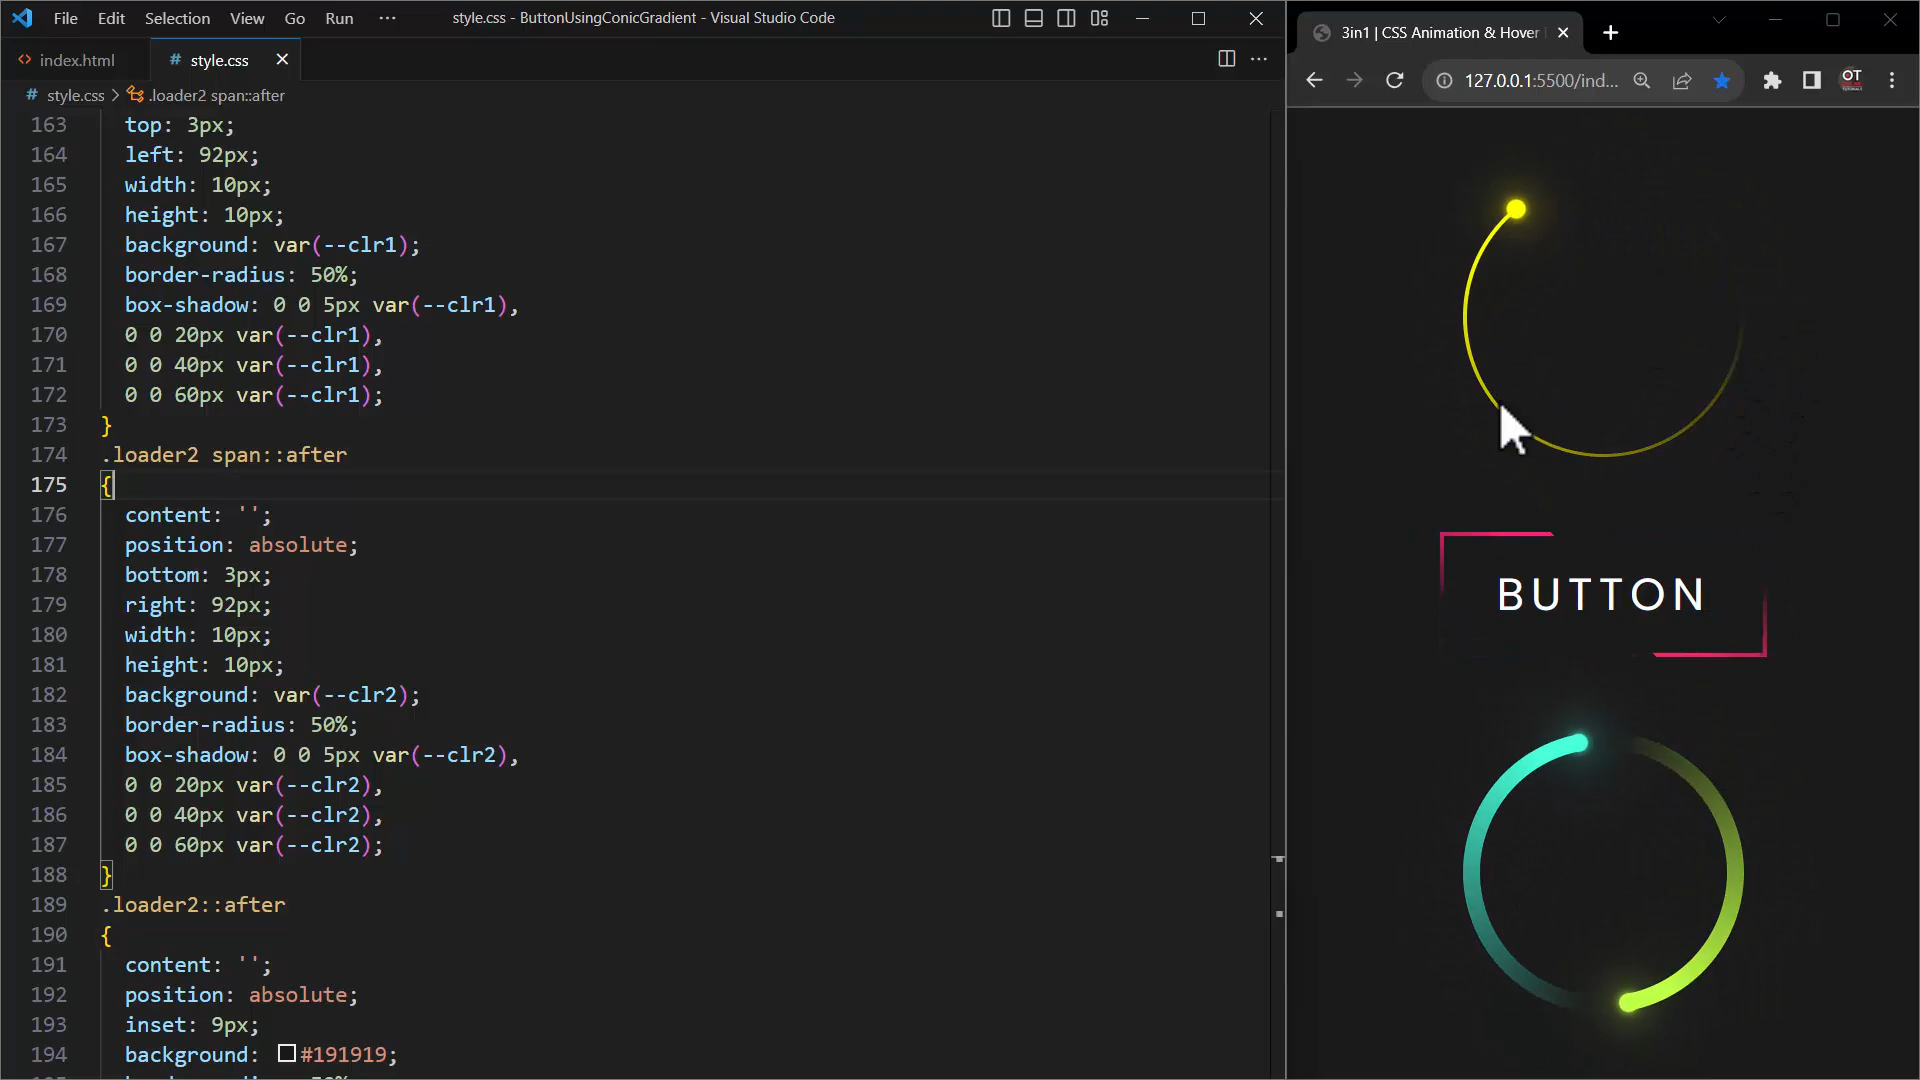 File Edit Selection View Go Run ··· style.css - ButtonUsingConicGradient - Visual Studio Code
index.html # style.css
# style.css > .loader2 span::after
163 top: 3px;
164 left: 92px;
165 width: 10px;
166 height: 10px;
167 background: var(--clr1);
168 border-radius: 50%;
169 box-shadow: 0 0 5px var(--clr1),
170 0 0 20px var(--clr1),
171 0 0 40px var(--clr1),
172 0 0 60px var(--clr1);
173 }
174 .loader2 span::after
175 {
176 content: '';
177 position: absolute;
178 bottom: 3px;
179 right: 92px;
180 width: 10px;
181 height: 10px;
182 background: var(--clr2);
183 border-radius: 50%;
184 box-shadow: 0 0 5px var(--clr2),
185 0 0 20px var(--clr2),
186 0 0 40px var(--clr2),
187 0 0 60px var(--clr2);
188 }
189 .loader2::after
190 {
191 content: '';
192 position: absolute;
193 inset: 9px;
194 background: #191919;
3in1 | CSS Animation & Hover
127.0.0.1:5500/ind...
OT
BUTTON